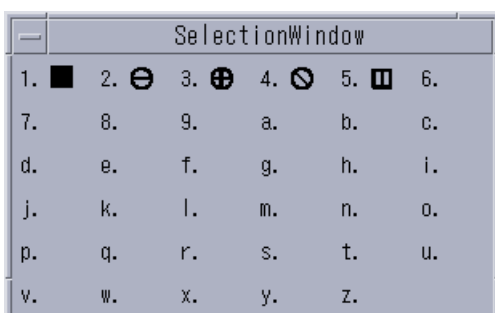 SelectionWindow
1. ■ 2. ⊖ 3. ⊕ 4. ⦸ 5. ◫ 6.
7. 8. 9. a. b. c.
d. e. f. g. h. i.
j. k. l. m. n. o.
p. q. r. s. t. u.
v. w. x. y. z.